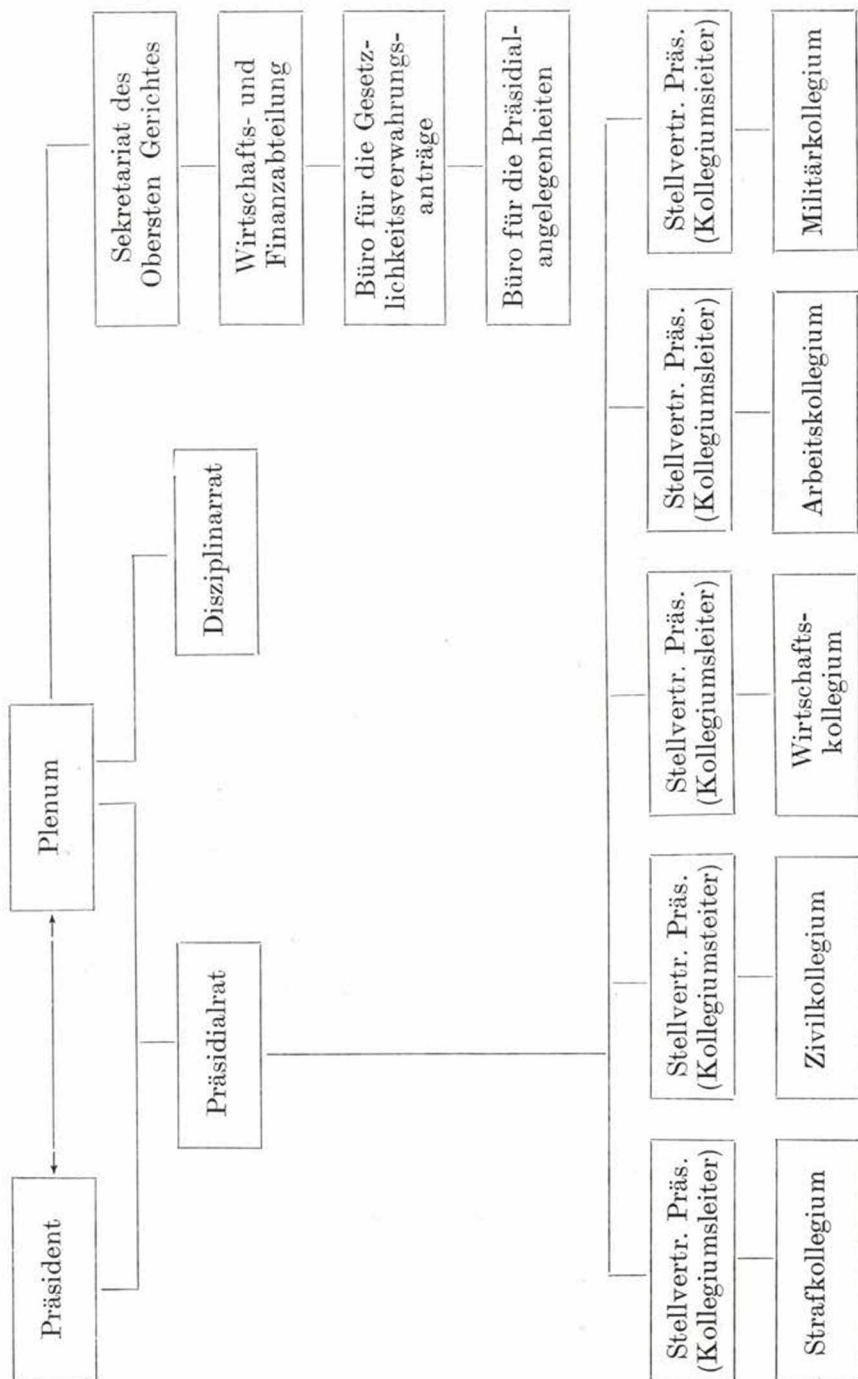 Präsident
Plenum
Präsidialrat
Disziplinarrat
Sekretariat des
Obersten Gerichtes
Wirtschafts- und
Finanzabteilung
Büro für die Gesetz-
lichkeitsverwahrungs-
anträge
Büro für die Präsidial-
angelegenheiten
Stellvertr. Präs.
(Kollegiumsleiter)
Strafkollegium
Stellvertr. Präs.
(Kollegiumsteiter)
Zivilkollegium
Stellvertr. Präs.
(Kollegiumsleiter)
Wirtschafts-
kollegium
Stellvertr. Präs.
(Kollegiumsleiter)
Arbeitskollegium
Stellvertr. Präs.
(Kollegiumsieiter)
Militärkollegium